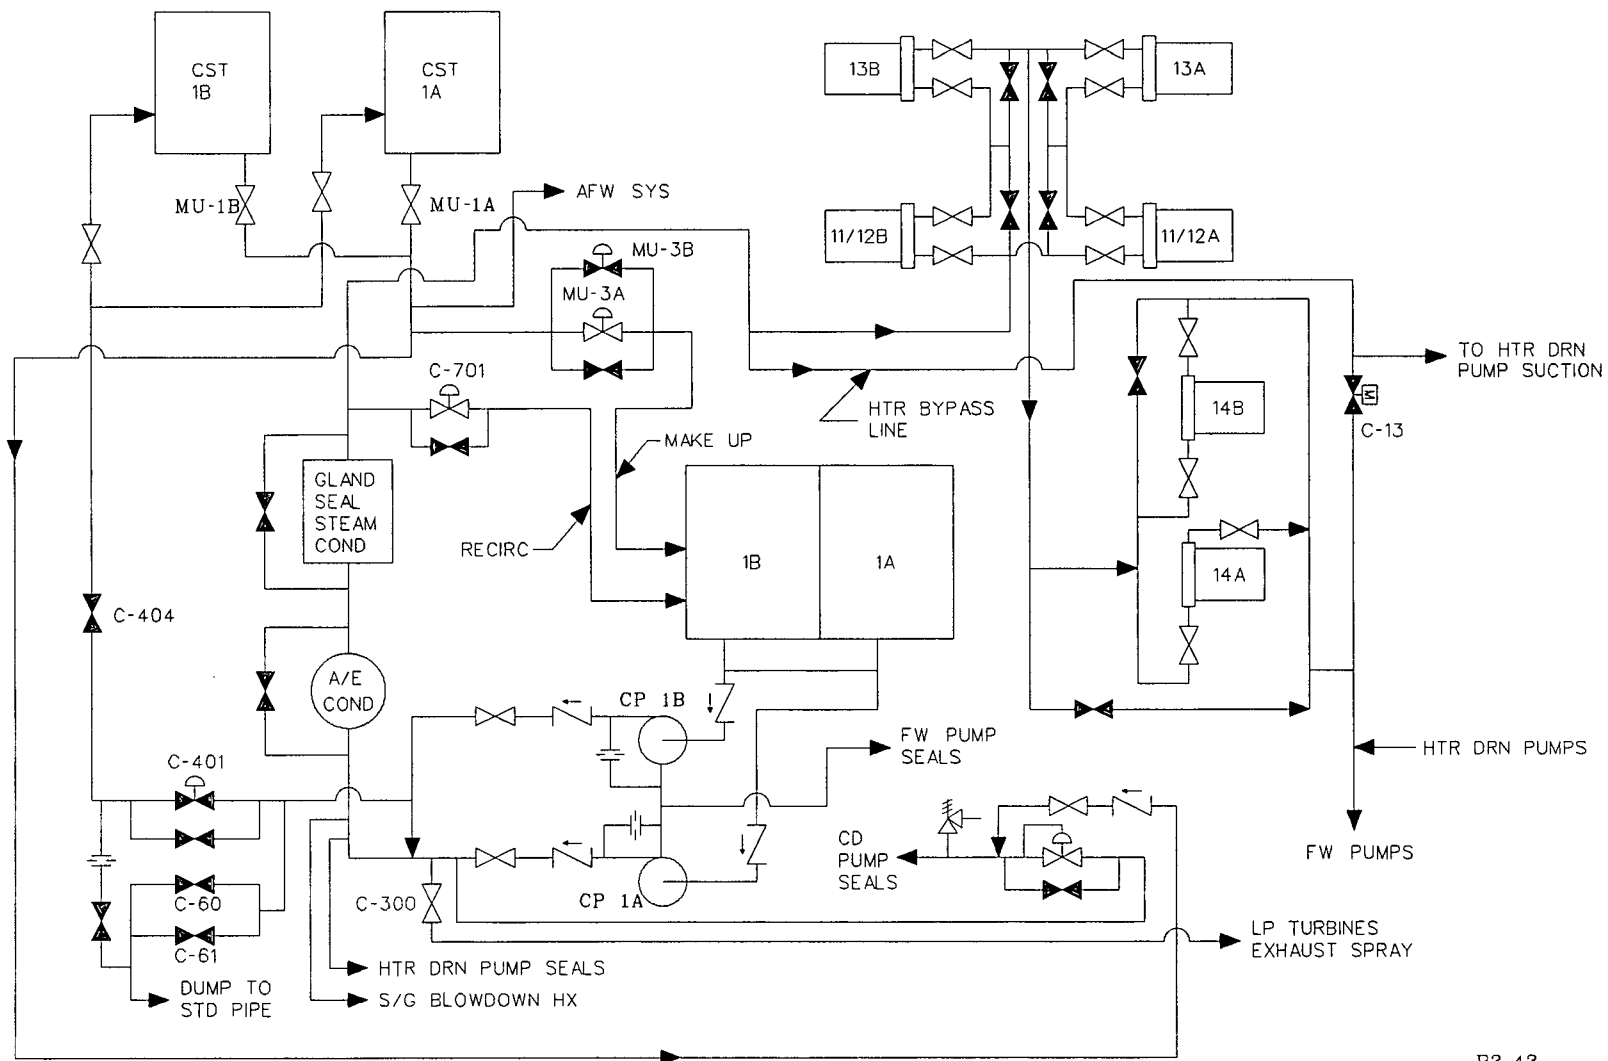 CST
1B
CST
1A
13B
13A
MU-1B
MU-1A
AFW SYS
11/12B
11/12A
MU-3B
MU-3A
C-701
HTR BYPASS
LINE
TO HTR DRN
PUMP SUCTION
14B
M
C-13
MAKE UP
GLAND
SEAL
STEAM
COND
RECIRC
1B
1A
14A
C-404
A/E
COND
CP 1B
FW PUMP
SEALS
HTR DRN PUMPS
C-401
CD
PUMP
SEALS
FW PUMPS
C-60
C-300
CP 1A
C-61
LP TURBINES
EXHAUST SPRAY
HTR DRN PUMP SEALS
DUMP TO
STD PIPE
S/G BLOWDOWN HX